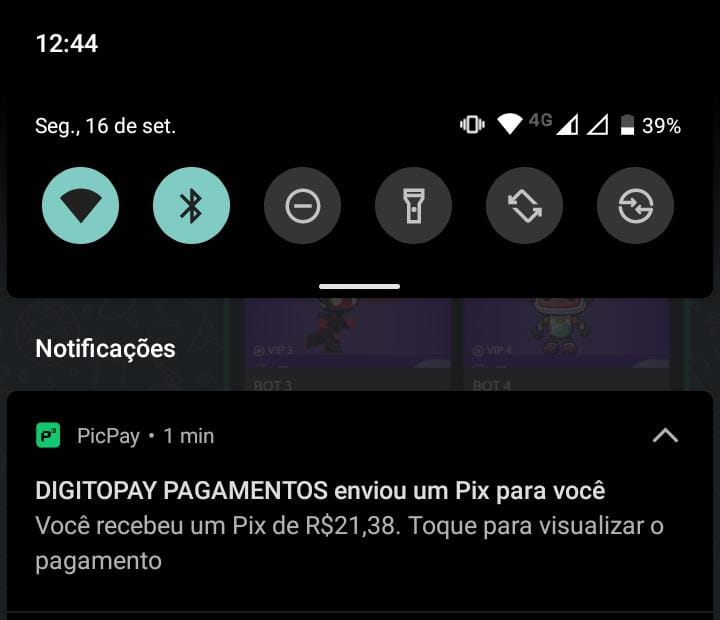 12:44
Seg., 16 de set.
4G
39%
Notificações
VIP 3
VIP 4
BOT 3
BOT 4
PicPay • 1 min
DIGITOPAY PAGAMENTOS enviou um Pix para você
Você recebeu um Pix de R$21,38. Toque para visualizar o
pagamento